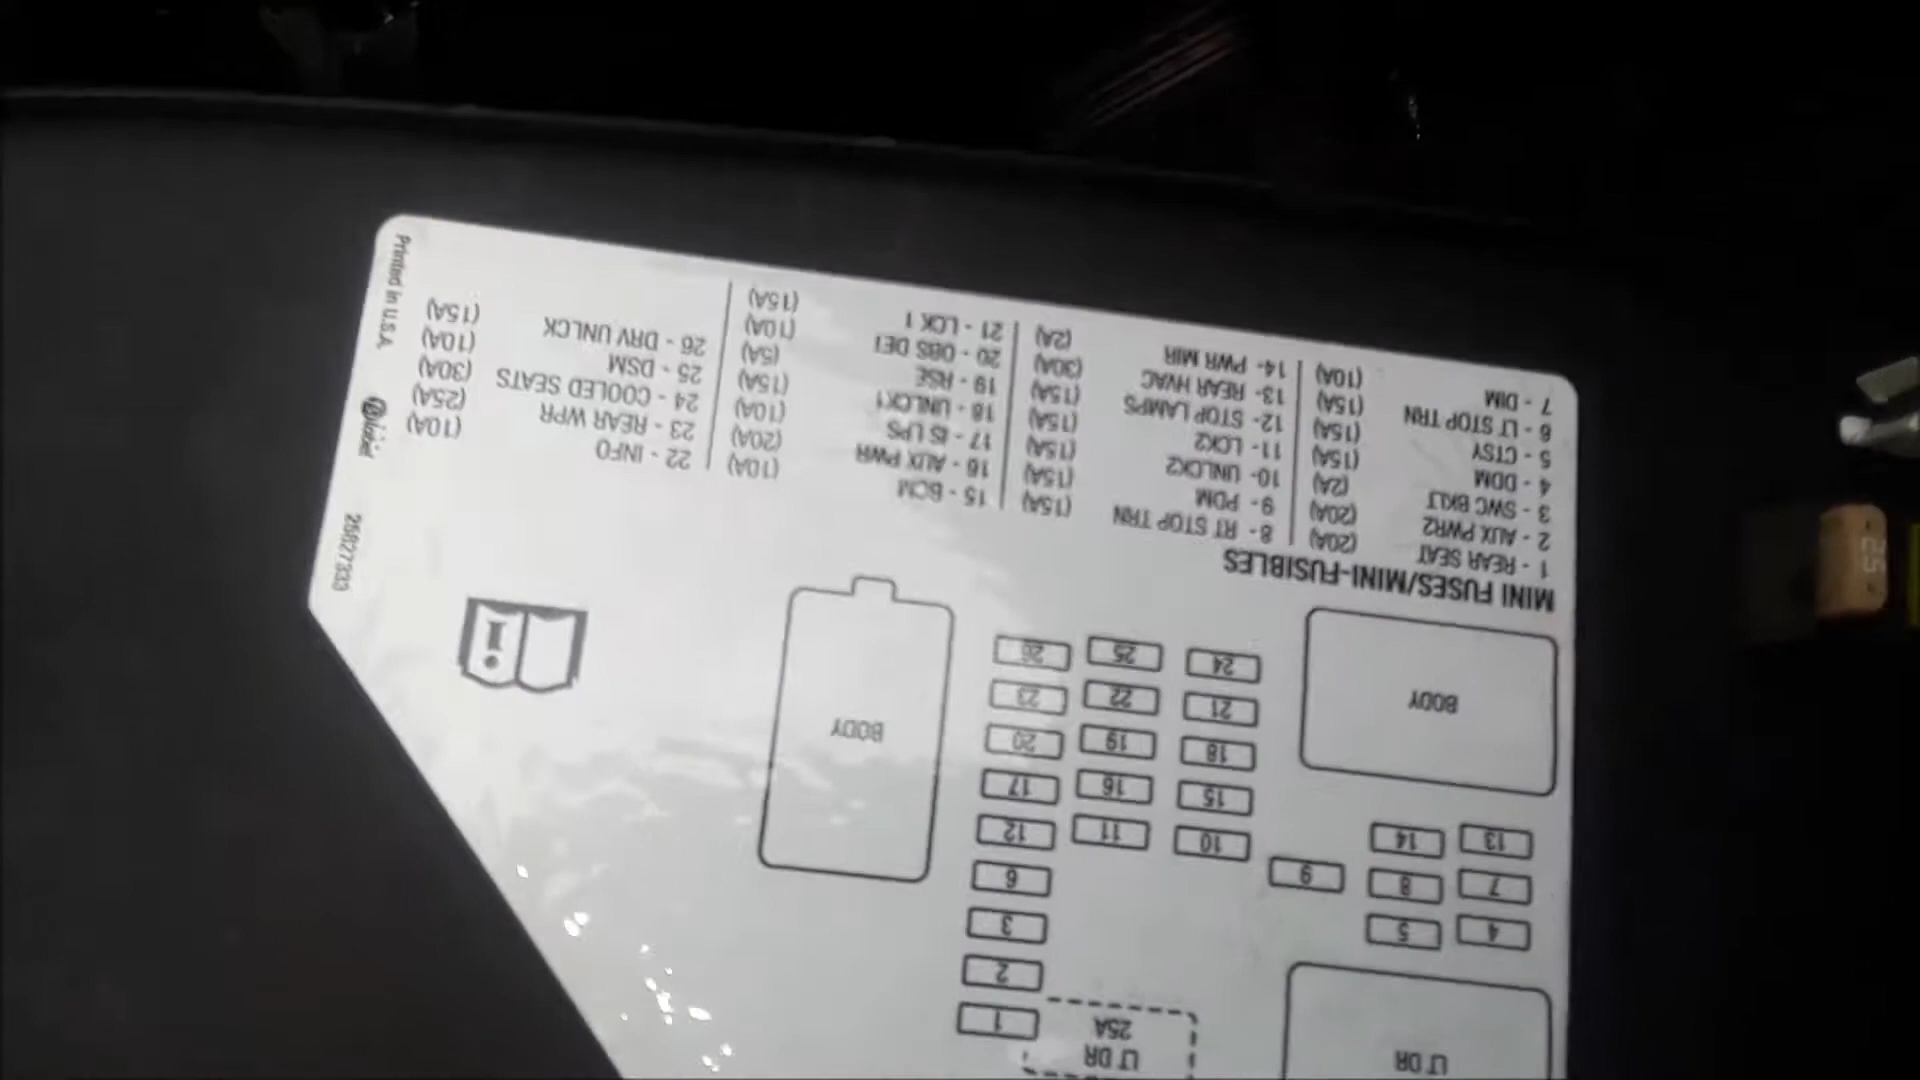 LT DR
LT DR
25A
1
2
3
4
5
6
7
8
9
10
11
12
13
14
15
16
17
18
19
20
21
22
23
24
25
26
BODY
BODY
MINI FUSES/MINI-FUSIBLES
1 - REAR SEAT (20A)
2 - AUX PWR2 (20A)
3 - SWC BKLT (2A)
4 - DDM (15A)
5 - CTSY (15A)
6 - LT STOP TRN (15A)
7 - DIM (10A)
8 - RT STOP TRN (15A)
9 - PDM (15A)
10- UNLCK2 (15A)
11 - LCK2 (15A)
12- STOP LAMPS (15A)
13- REAR HVAC (30A)
14- PWR MIR (2A)
15 - BCM (10A)
16 - AUX PWR (20A)
17 - IS LPS (10A)
18 - UNLCK1 (15A)
19 - RSE (5A)
20 - OBS DET (10A)
21 - LCK 1 (15A)
22 - INFO (10A)
23 - REAR WPR (25A)
24 - COOLED SEATS (30A)
25 - DSM (10A)
26 - DRV UNLCK (15A)
25827333
Printed in U.S.A.